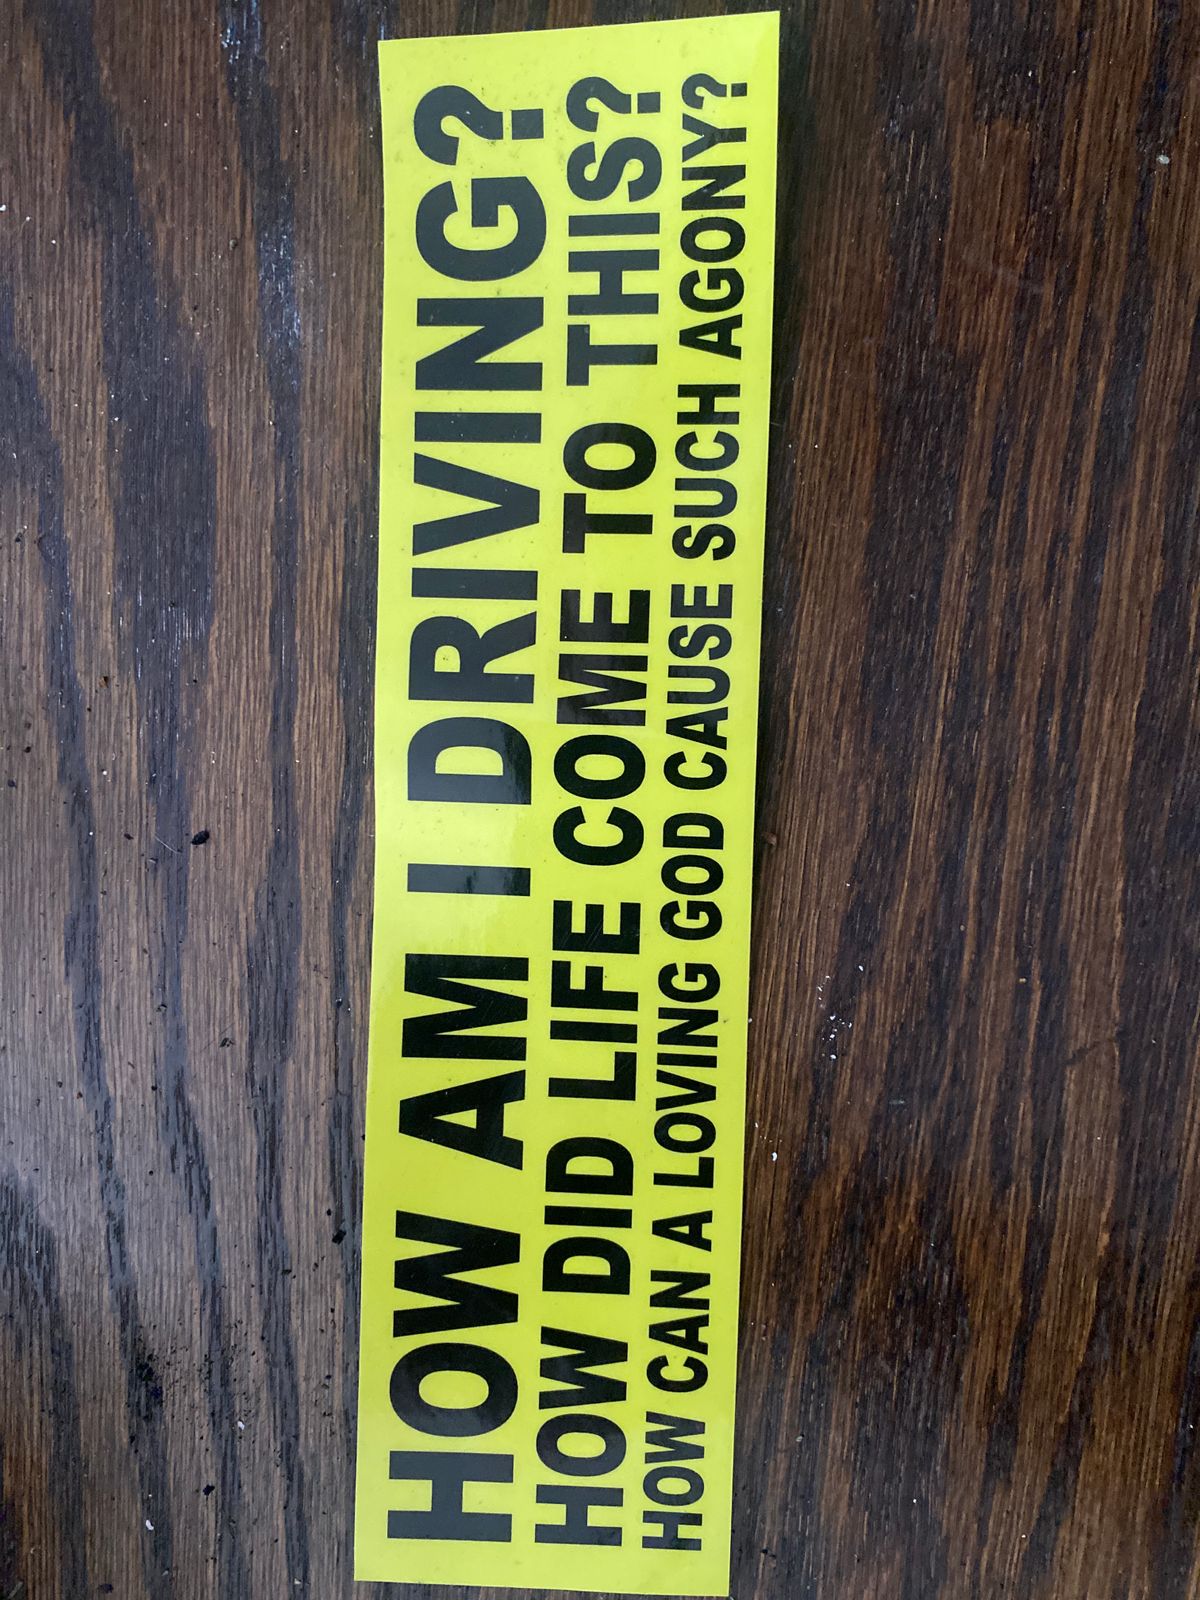 HOW AM I DRIVING?
HOW DID LIFE COME TO THIS?
HOW CAN A LOVING GOD CAUSE SUCH AGONY?